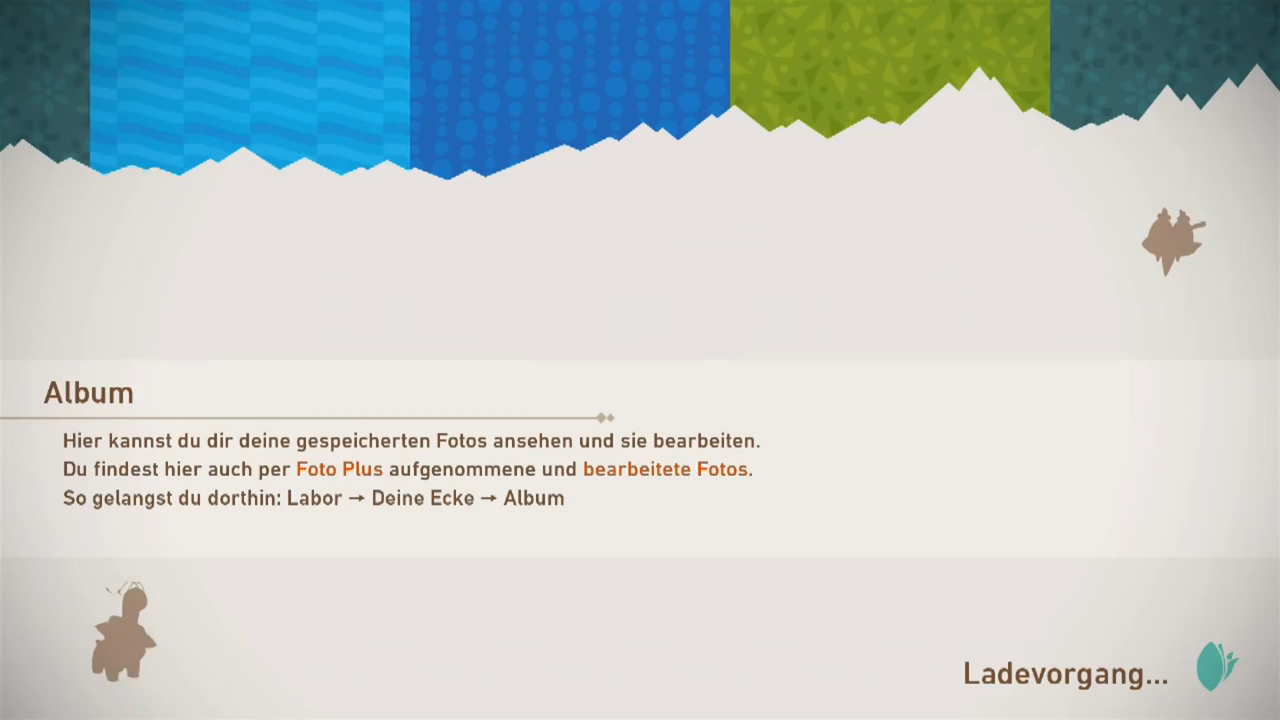 Album
Hier kannst du dir deine gespeicherten Fotos ansehen und sie bearbeiten.
Du findest hier auch per Foto Plus aufgenommene und bearbeitete Fotos.
So gelangst du dorthin: Labor → Deine Ecke → Album
Ladevorgang...